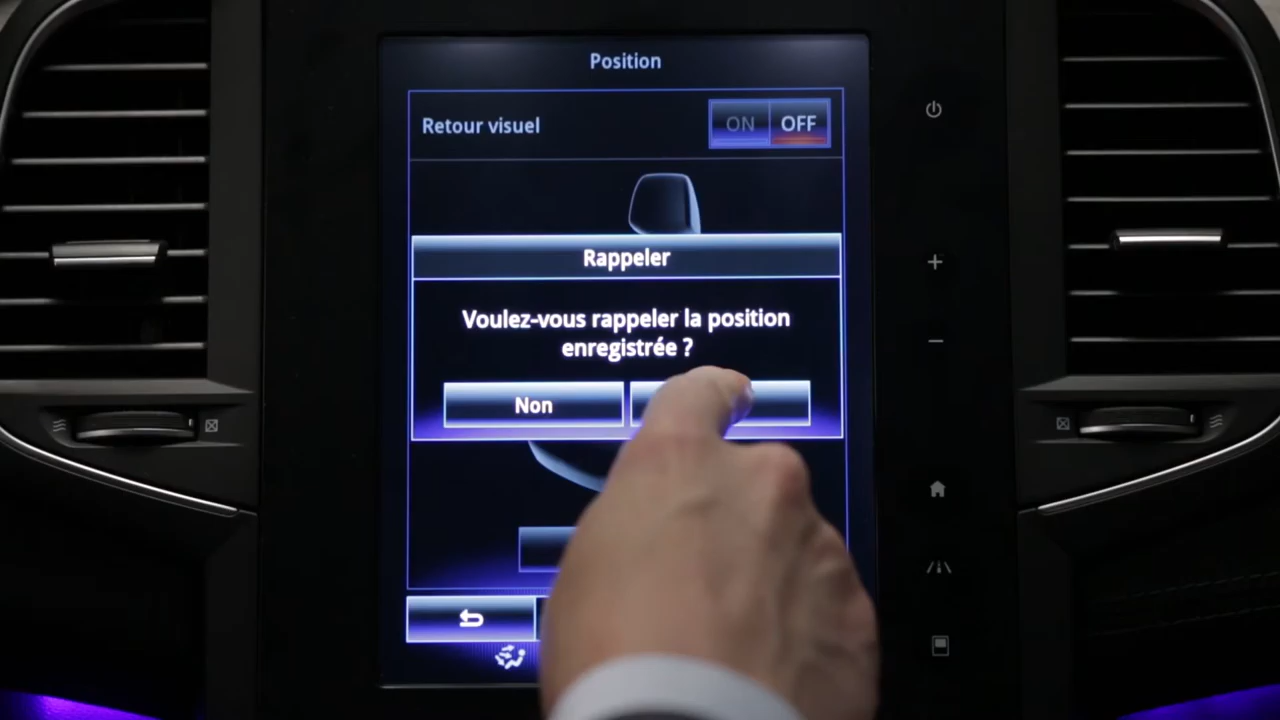 Position
Retour visuel
ON OFF
Rappeler
Voulez-vous rappeler la position
enregistrée ?
Non